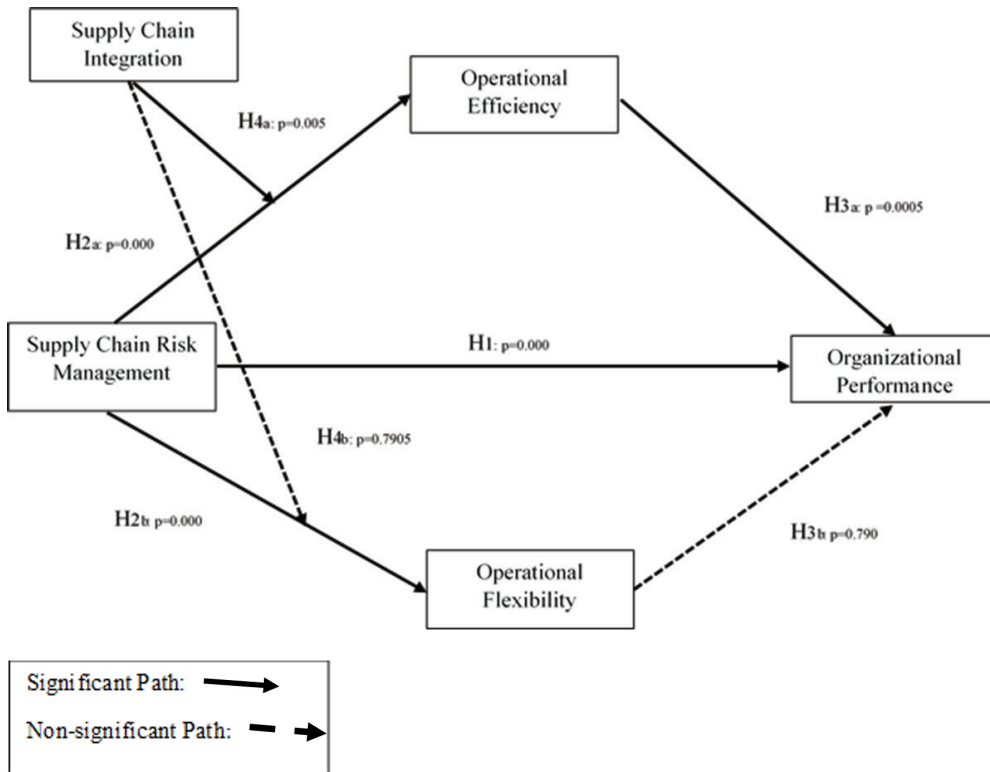 Supply Chain
Integration
Operational
Efficiency
H4a: p=0.005
H3a: p =0.0005
H2a: p=0.000
Supply Chain Risk
Management
H1: p=0.000
Organizational
Performance
H4b: p=0.7905
H2b: p=0.000
H3b: p=0.790
Operational
Flexibility
Significant Path:
Non-significant Path: